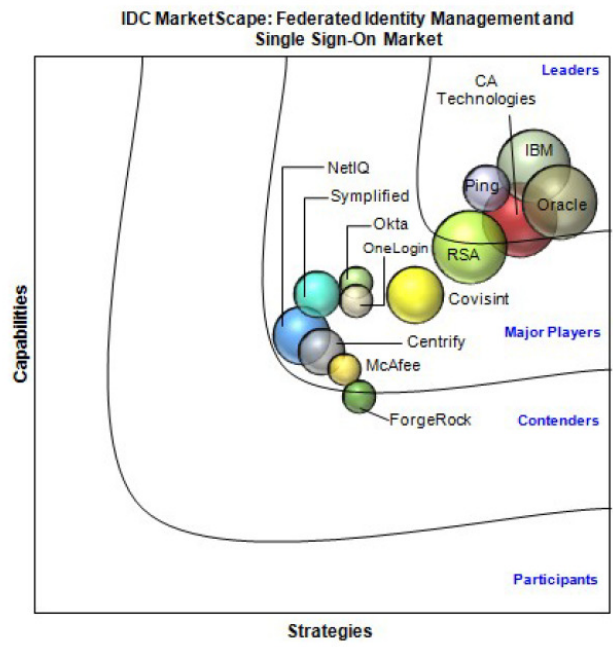 IDC MarketScape: Federated Identity Management and
Single Sign-On Market
Leaders
CA
Technologies
IBM
NetIQ
Ping
Symplified
Oracle
Okta
OneLogin
RSA
Covisint
Major Players
Centrify
McAfee
Capabilities
ForgeRock
Contenders
Participants
Strategies